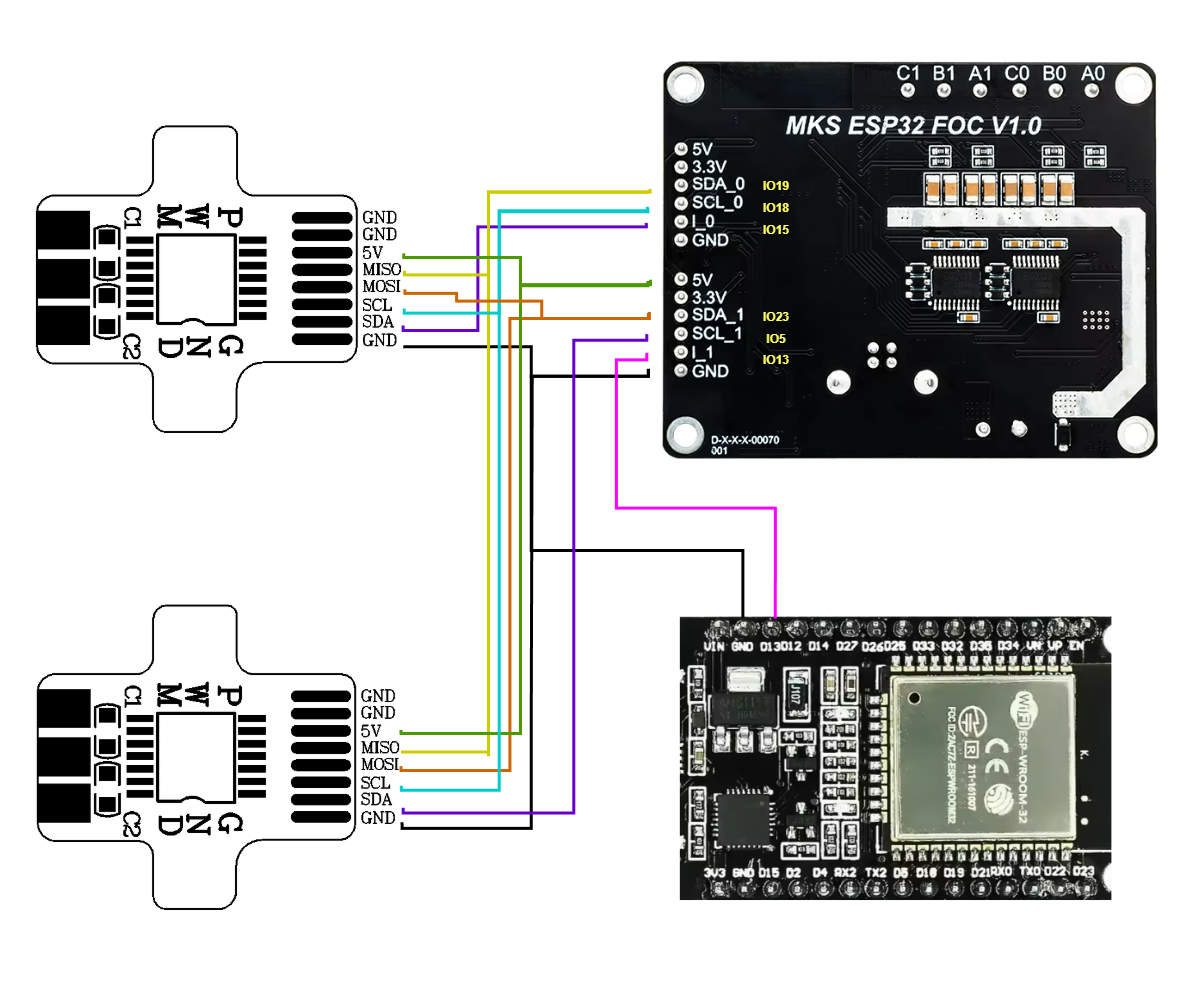 C1 B1 A1 C0 B0 A0
MKS ESP32 FOC V1.0
5V
3.3V
SDA_0 IO19
SCL_0 IO18
I_0 IO15
GND
5V
3.3V
SDA_1 IO23
SCL_1 IO5
I_1 IO13
GND
D-X-X-X-00070
001
C1
PWM
GND
C2
GND
GND
5V
MISO
MOSI
SCL
SDA
GND
C1
PWM
GND
C2
GND
GND
5V
MISO
MOSI
SCL
SDA
GND
VIN GND D13 D12 D14 D27 D26 D25 D33 D32 D35 D34 VN VP EN
WiFi ESP-WROOM-32
CE
R 211-161007
3V3 GND D15 D2 D4 RX2 TX2 D5 D18 D19 D21 RX0 TX0 D22 D23